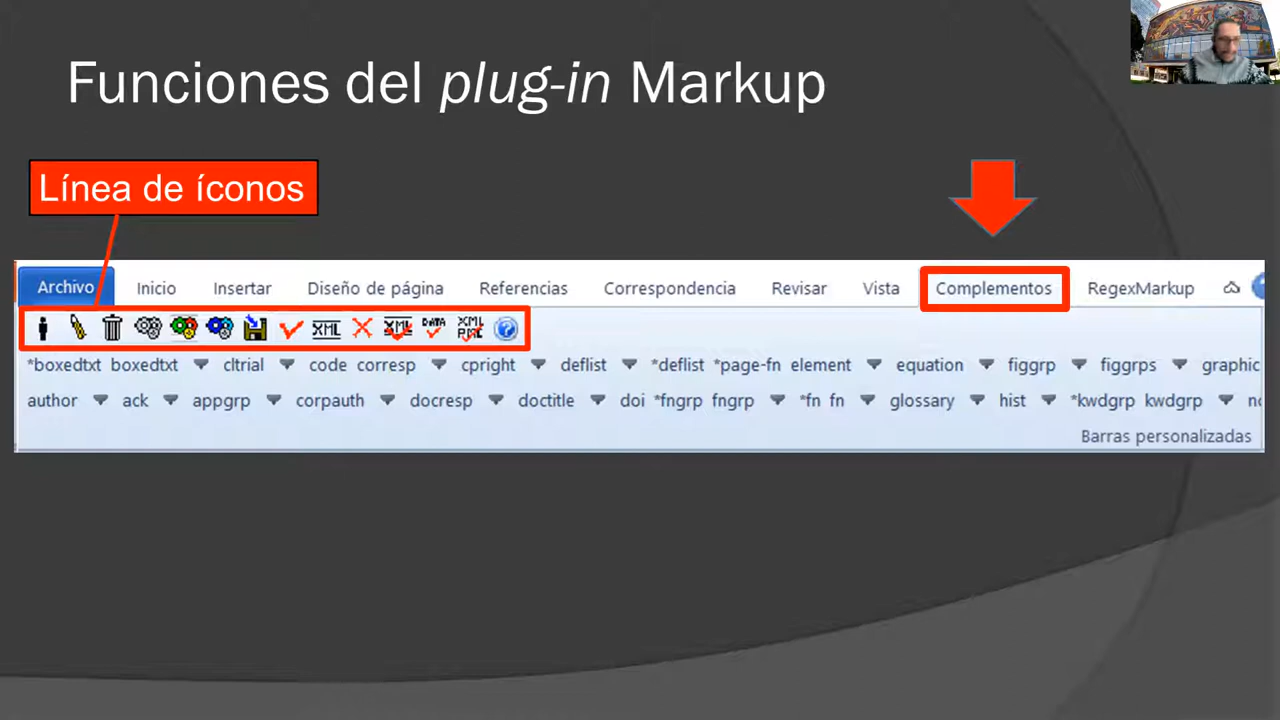 Funciones del plug-in Markup
Línea de íconos
Archivo Inicio Insertar Diseño de página Referencias Correspondencia Revisar Vista Complementos RegexMarkup
XML XML DATA XML PMC
*boxedtxt boxedtxt cltrial code corresp cpright deflist *deflist *page-fn element equation figgrp figgrps graphic
author ack appgrp corpauth docresp doctitle doi *fngrp fngrp *fn fn glossary hist *kwdgrp kwdgrp
Barras personalizadas